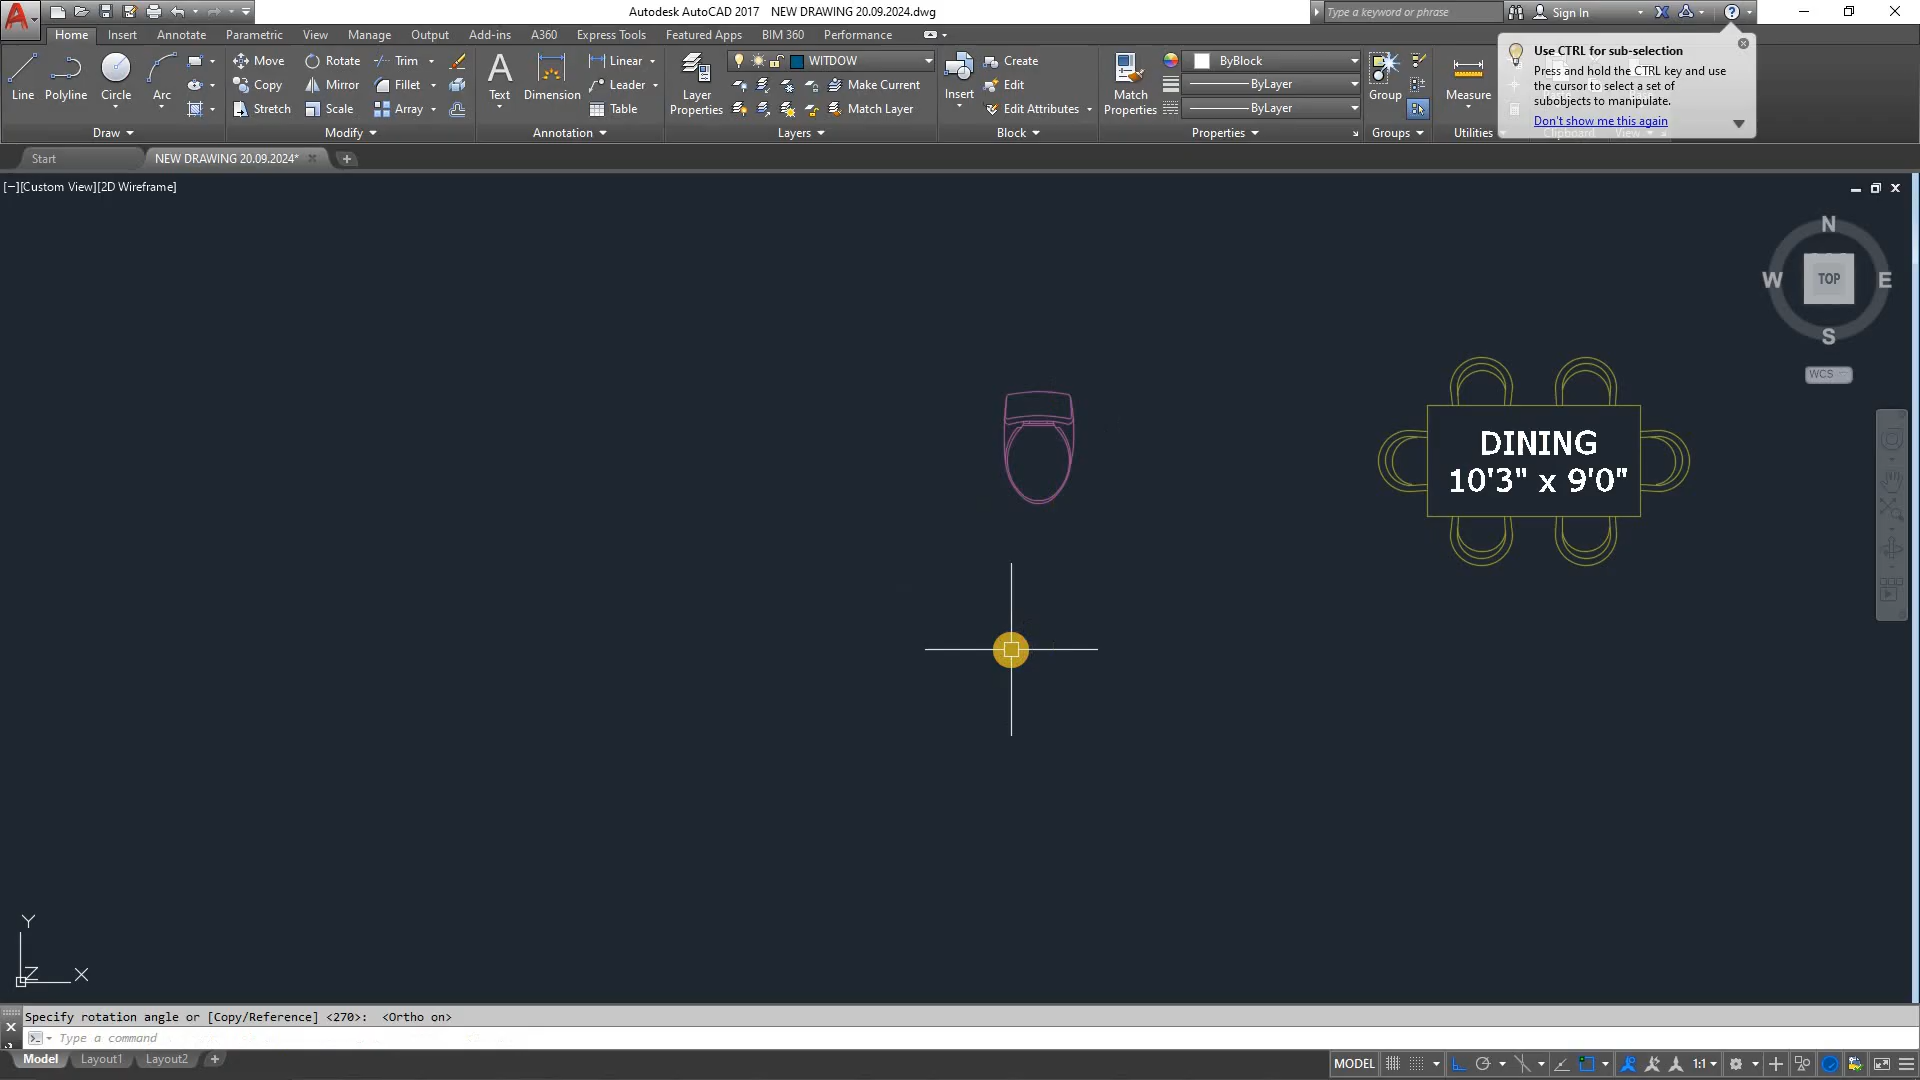 Autodesk AutoCAD 2017 NEW DRAWING 20.09.2024.dwg
Type a keyword or phrase
Sign In
Home Insert Annotate Parametric View Manage Output Add-ins A360 Express Tools Featured Apps BIM 360 Performance
Line Polyline Circle Arc
Draw
Move Rotate Trim
Copy Mirror Fillet
Stretch Scale Array
Modify
Text Dimension
Linear
Leader
Table
Annotation
Layer Properties
WITDOW
Make Current
Match Layer
Layers
Insert
Create
Edit
Edit Attributes
Block
Match Properties
ByBlock
ByLayer
ByLayer
Properties
Group
Groups
Measure
Utilities
Clipboard
View
Use CTRL for sub-selection
Press and hold the CTRL key and use
the cursor to select a set of
subobjects to manipulate.
Don't show me this again
Start NEW DRAWING 20.09.2024*
[−][Custom View][2D Wireframe]
N
W TOP E
S
WCS
DINING
10'3" x 9'0"
Y
Z X
Specify rotation angle or [Copy/Reference] <270>: <Ortho on>
Type a command
Model Layout1 Layout2
MODEL 1:1